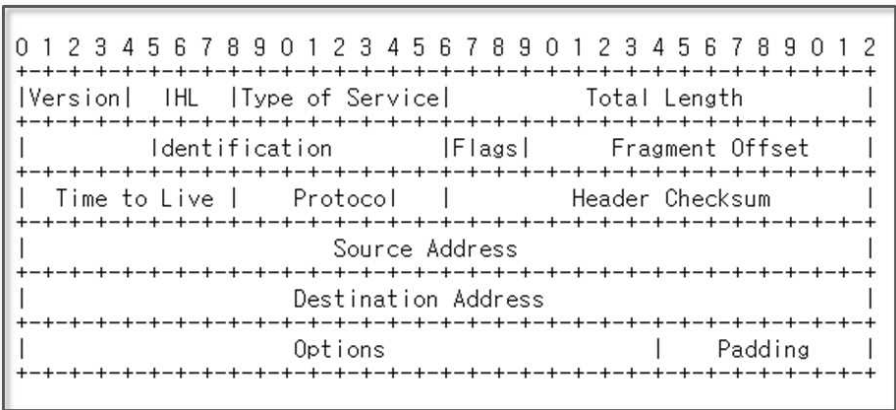 0 1 2 3 4 5 6 7 8 9 0 1 2 3 4 5 6 7 8 9 0 1 2 3 4 5 6 7 8 9 0 1 2
+-+-+-+-+-+-+-+-+-+-+-+-+-+-+-+-+-+-+-+-+-+-+-+-+-+-+-+-+-+-+-+-+
|Version|  IHL  |Type of Service|          Total Length         |
+-+-+-+-+-+-+-+-+-+-+-+-+-+-+-+-+-+-+-+-+-+-+-+-+-+-+-+-+-+-+-+-+
|         Identification        |Flags|      Fragment Offset    |
+-+-+-+-+-+-+-+-+-+-+-+-+-+-+-+-+-+-+-+-+-+-+-+-+-+-+-+-+-+-+-+-+
|  Time to Live |    Protocol   |         Header Checksum       |
+-+-+-+-+-+-+-+-+-+-+-+-+-+-+-+-+-+-+-+-+-+-+-+-+-+-+-+-+-+-+-+-+
|                       Source Address                          |
+-+-+-+-+-+-+-+-+-+-+-+-+-+-+-+-+-+-+-+-+-+-+-+-+-+-+-+-+-+-+-+-+
|                    Destination Address                        |
+-+-+-+-+-+-+-+-+-+-+-+-+-+-+-+-+-+-+-+-+-+-+-+-+-+-+-+-+-+-+-+-+
|                    Options                    |    Padding    |
+-+-+-+-+-+-+-+-+-+-+-+-+-+-+-+-+-+-+-+-+-+-+-+-+-+-+-+-+-+-+-+-+